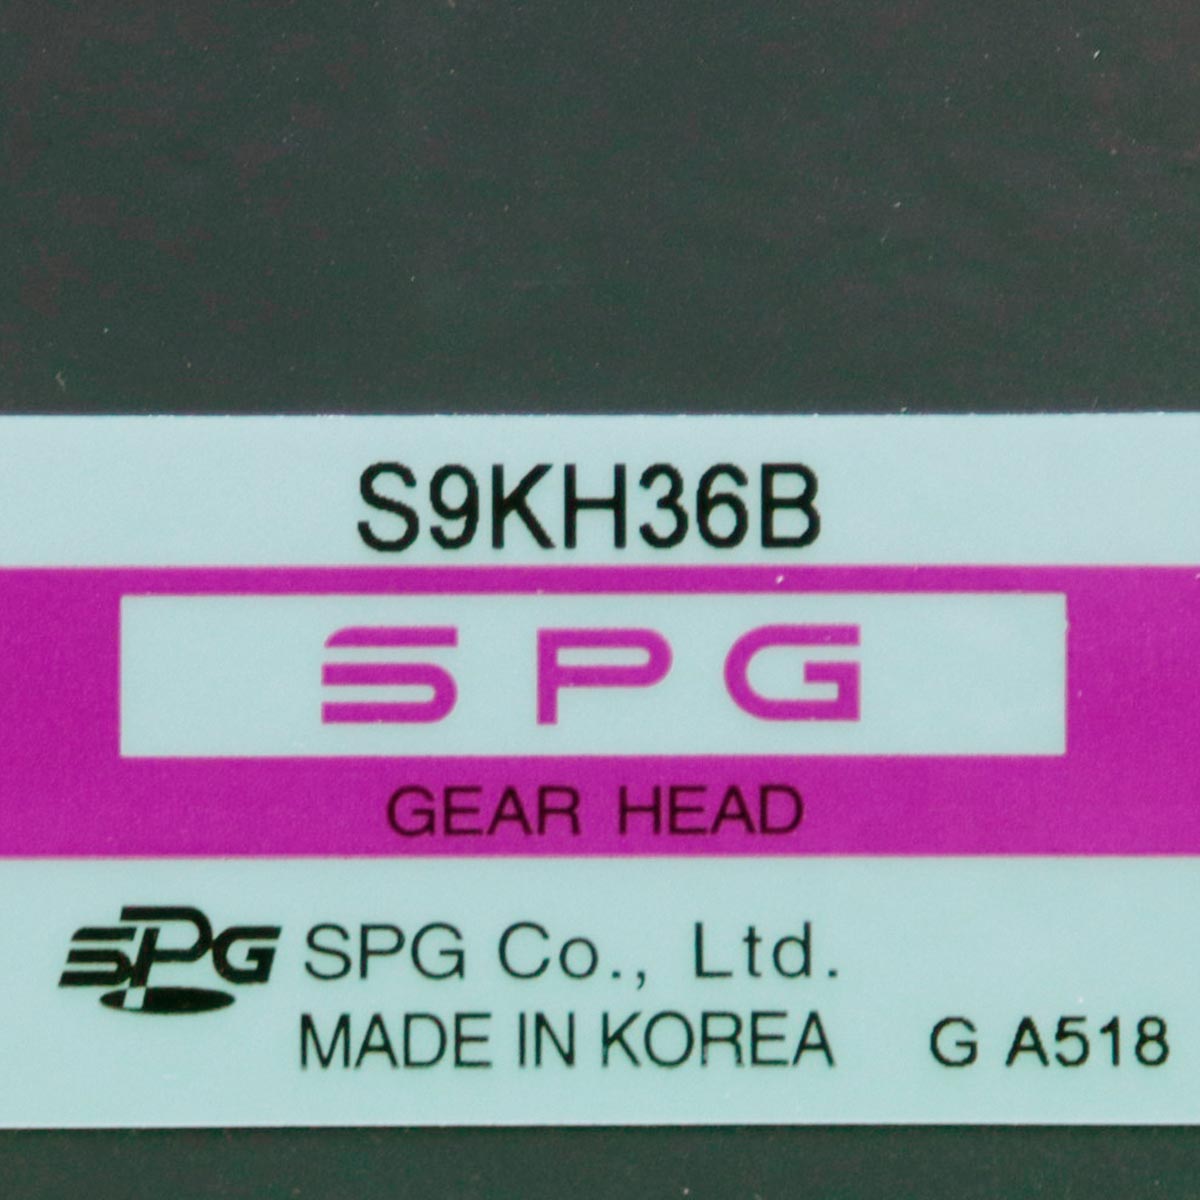 S9KH36B
SPG
GEAR HEAD
SPG SPG Co., Ltd.
MADE IN KOREA G A518